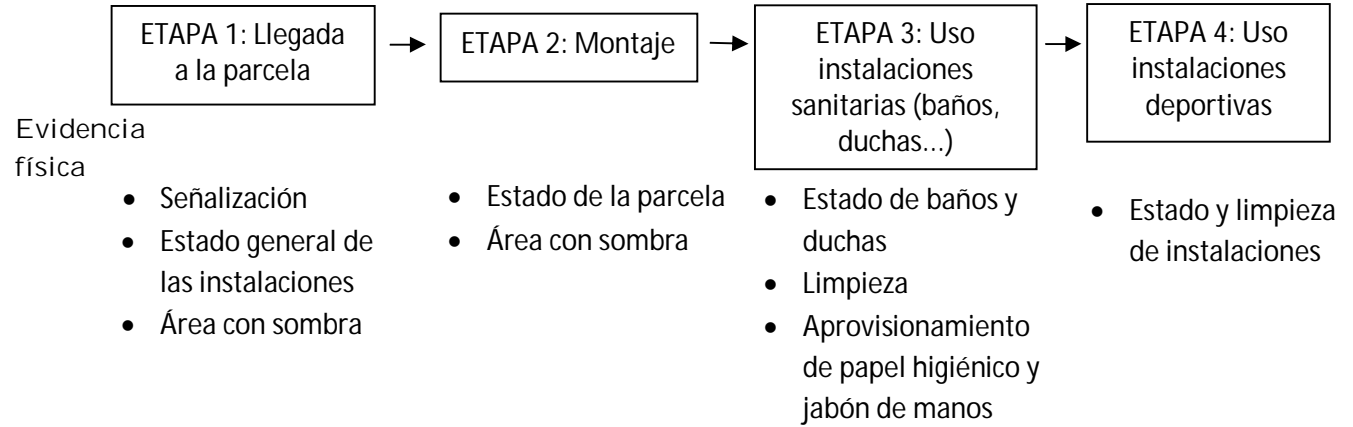 ETAPA 1: Llegada
a la parcela
ETAPA 2: Montaje
ETAPA 3: Uso
instalaciones
sanitarias (baños,
duchas...)
ETAPA 4: Uso
instalaciones
deportivas
Evidencia
física
• Señalización
• Estado general de
las instalaciones
• Área con sombra
• Estado de la parcela
• Área con sombra
• Estado de baños y
duchas
• Limpieza
• Aprovisionamiento
de papel higiénico y
jabón de manos
• Estado y limpieza
de instalaciones